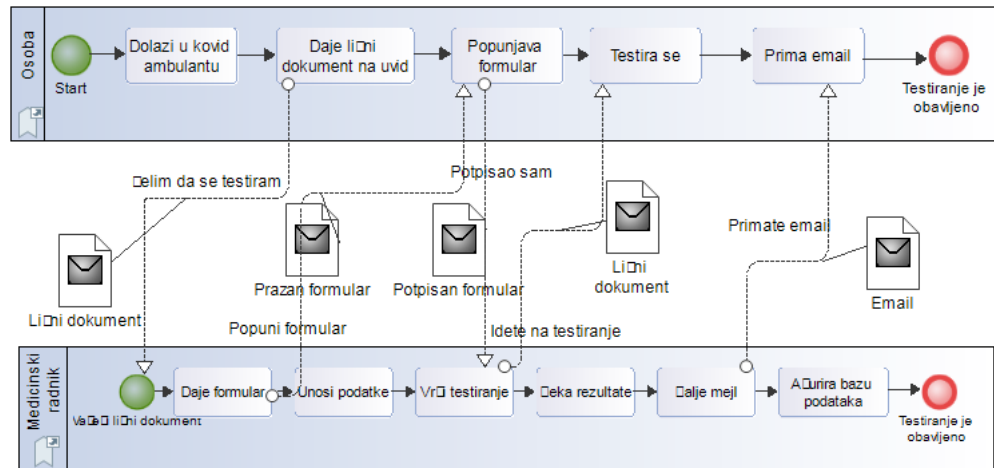 Osoba
Start
Dolazi u kovid
ambulantu
Daje li□ni
dokument na uvid
Popunjava
formular
Testira se
Prima email
Testiranje je
obavljeno
□elim da se testiram
Potpisao sam
Primate email
Li□ni dokument
Prazan formular
Potpisan formular
Li□ni
dokument
Email
Popuni formular
Idete na testiranje
Medicinski
radnik
Va□e□i li□ni dokument
Daje formular
Unosi podatke
Vr□i testiranje
□eka rezultate
□alje mejl
A□urira bazu
podataka
Testiranje je
obavljeno